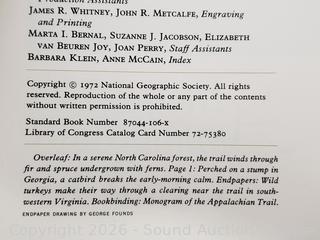 Production Assistants
JAMES R. WHITNEY, JOHN R. METCALFE, Engraving
and Printing
MARTA I. BERNAL, SUZANNE J. JACOBSON, ELIZABETH
VAN BEUREN JOY, JOAN PERRY, Staff Assistants
BARBARA KLEIN, ANNE MCCAIN, Index
Copyright © 1972 National Geographic Society. All rights
reserved. Reproduction of the whole or any part of the contents
without written permission is prohibited.
Standard Book Number 87044-106-X
Library of Congress Catalog Card Number 72-75380
Overleaf: In a serene North Carolina forest, the trail winds through
fir and spruce undergrown with ferns. Page 1: Perched on a stump in
Georgia, a catbird breaks the early-morning calm. Endpapers: Wild
turkeys make their way through a clearing near the trail in south-
western Virginia. Bookbinding: Monogram of the Appalachian Trail.
ENDPAPER DRAWING BY GEORGE FOUNDS
Copyright 2026 - Sound Auction